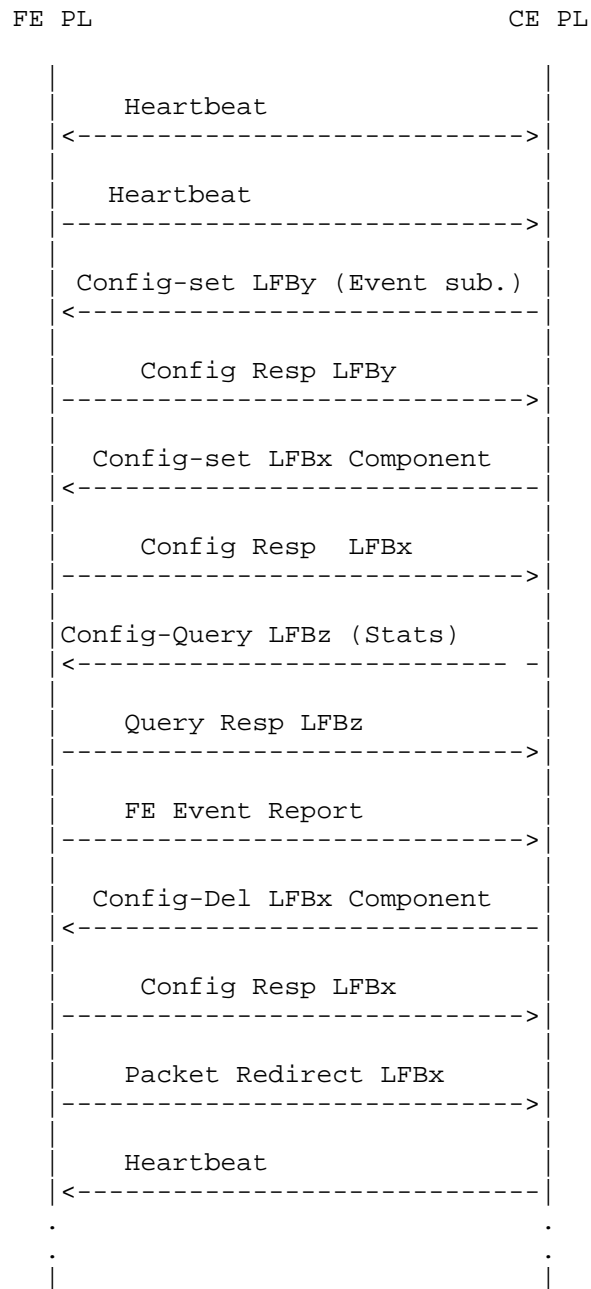 FE PL CE PL
Heartbeat
Heartbeat
Config-set LFBy (Event sub.)
Config Resp LFBy
Config-set LFBx Component
Config Resp LFBx
Config-Query LFBz (Stats)
Query Resp LFBz
FE Event Report
Config-Del LFBx Component
Config Resp LFBx
Packet Redirect LFBx
Heartbeat